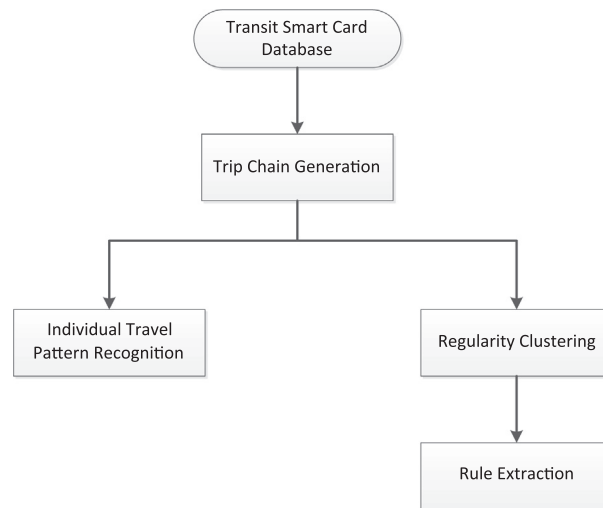 Transit Smart Card
Database
Trip Chain Generation
Individual Travel
Pattern Recognition
Regularity Clustering
Rule Extraction